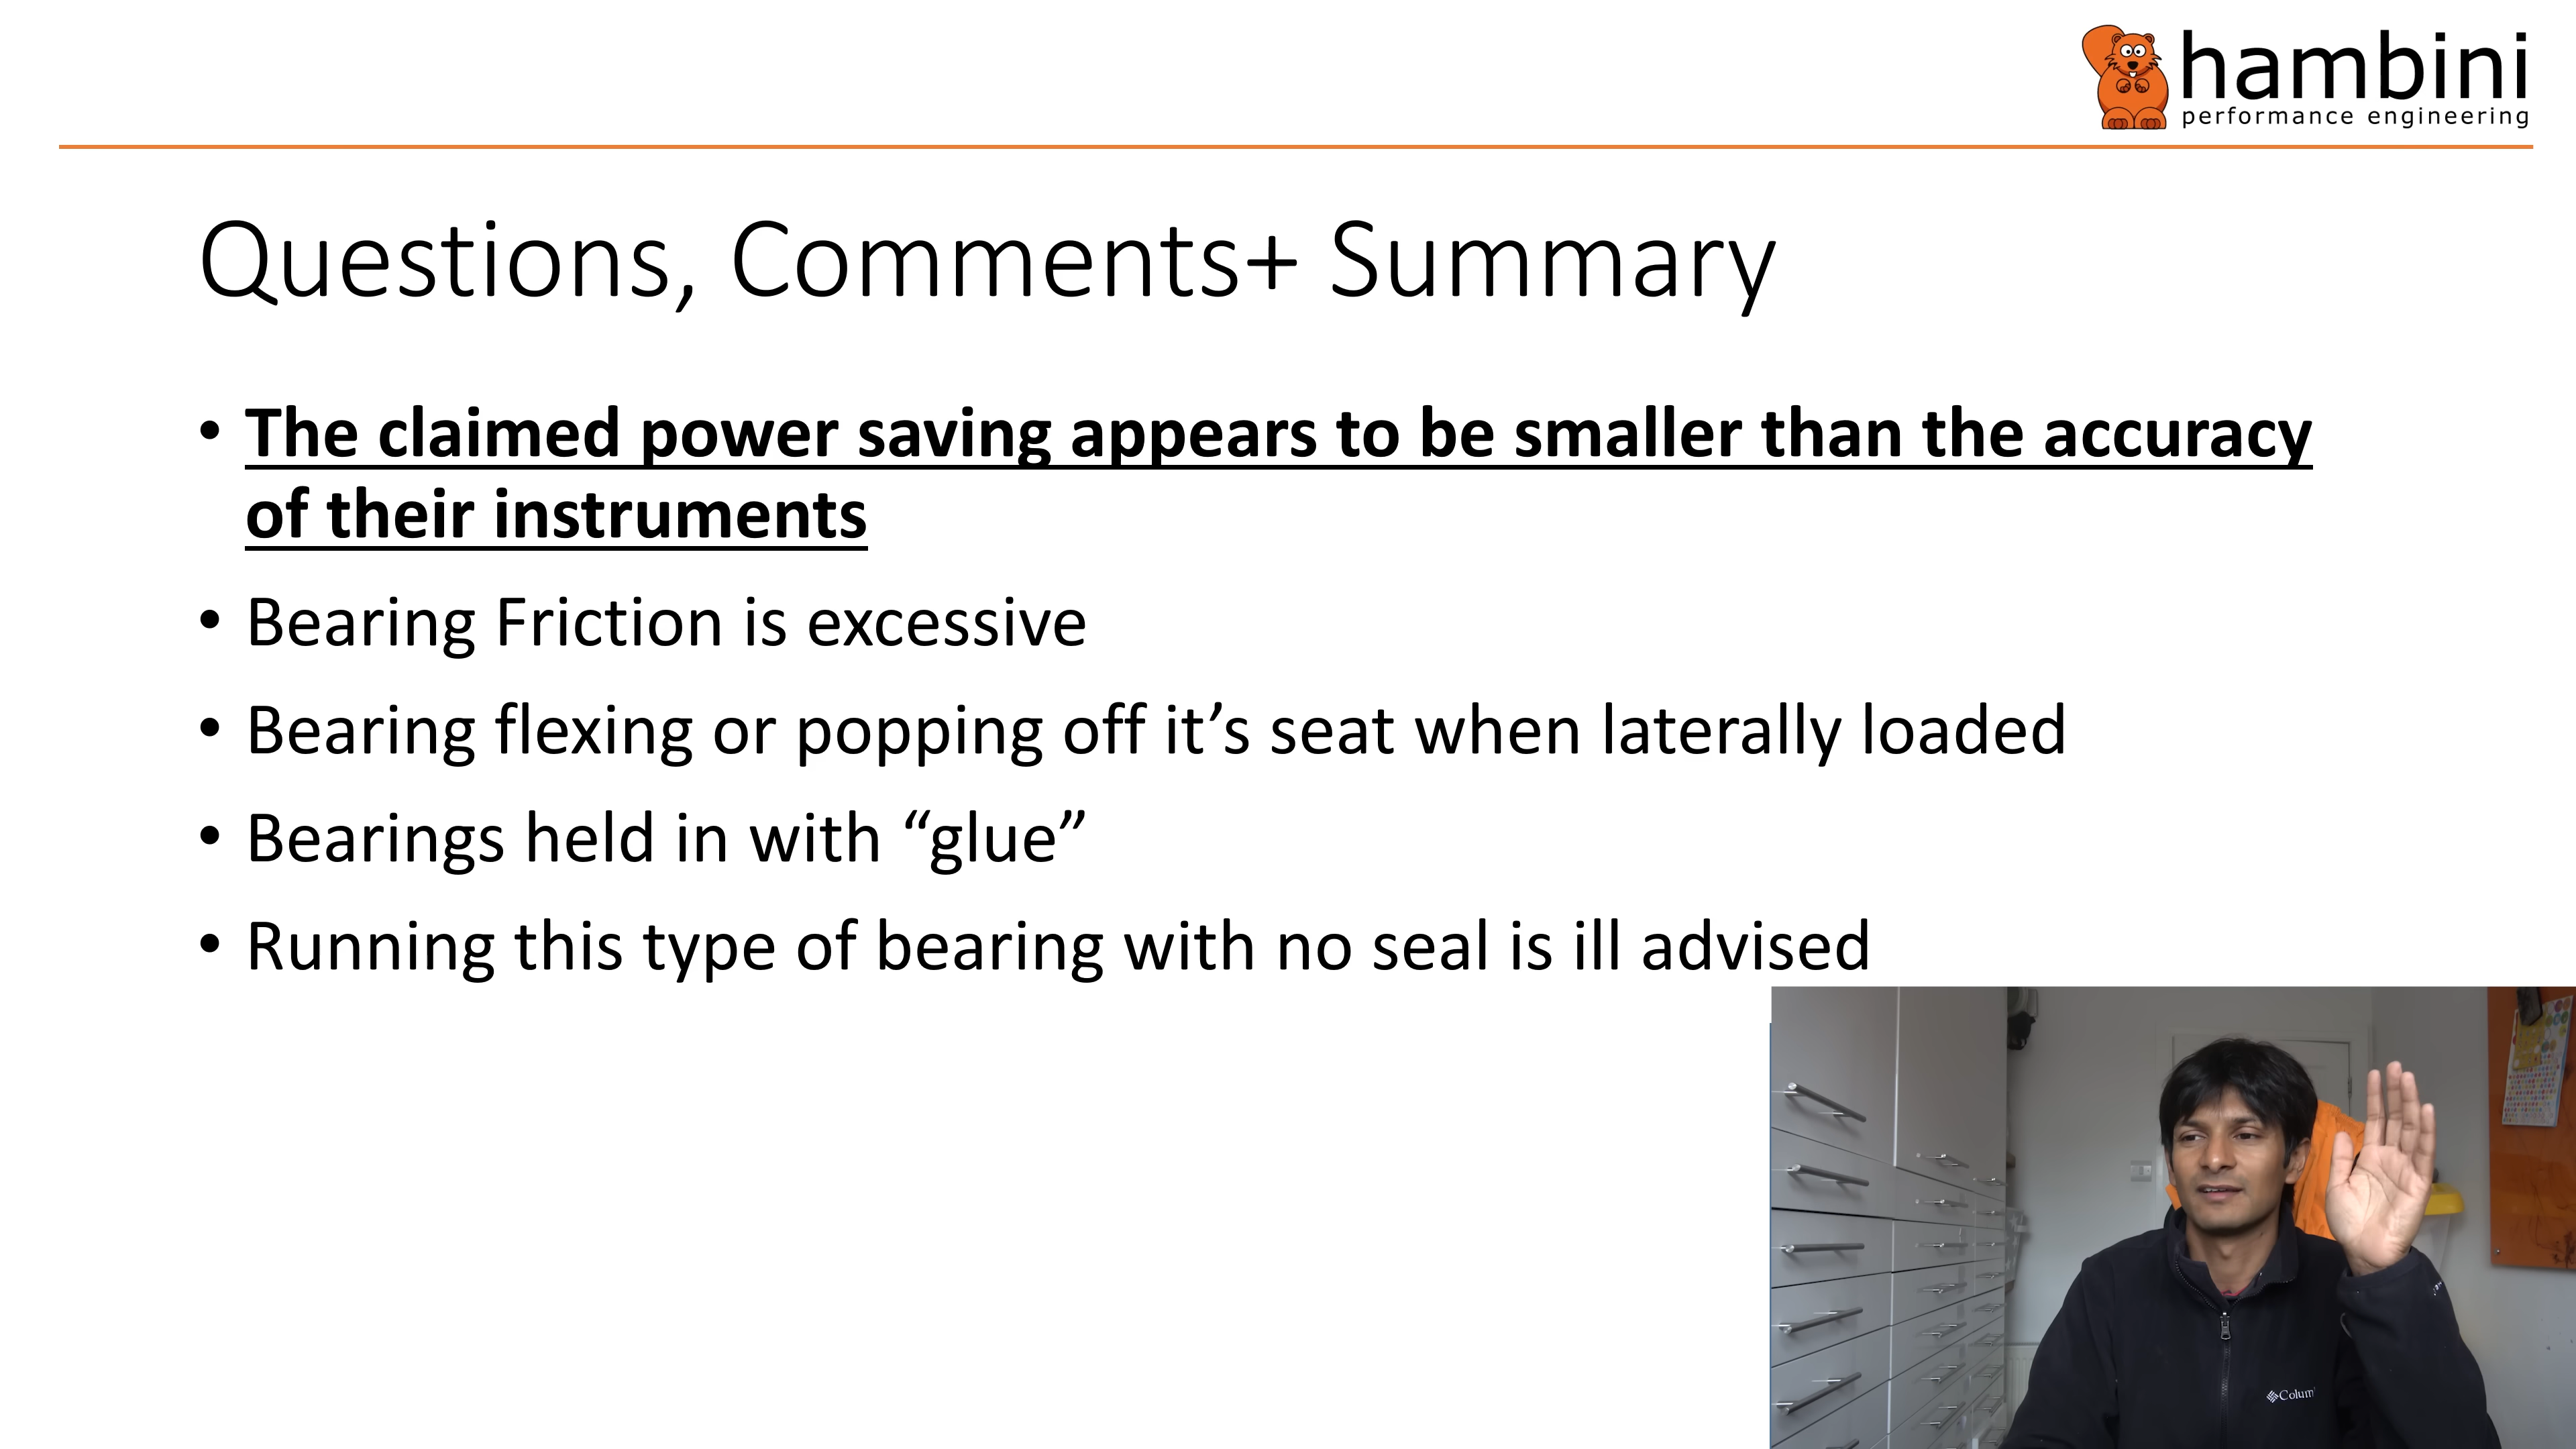 hambini
performance engineering
Questions, Comments+ Summary
• The claimed power saving appears to be smaller than the accuracy
of their instruments
• Bearing Friction is excessive
• Bearing flexing or popping off it’s seat when laterally loaded
• Bearings held in with “glue”
• Running this type of bearing with no seal is ill advised
Colum